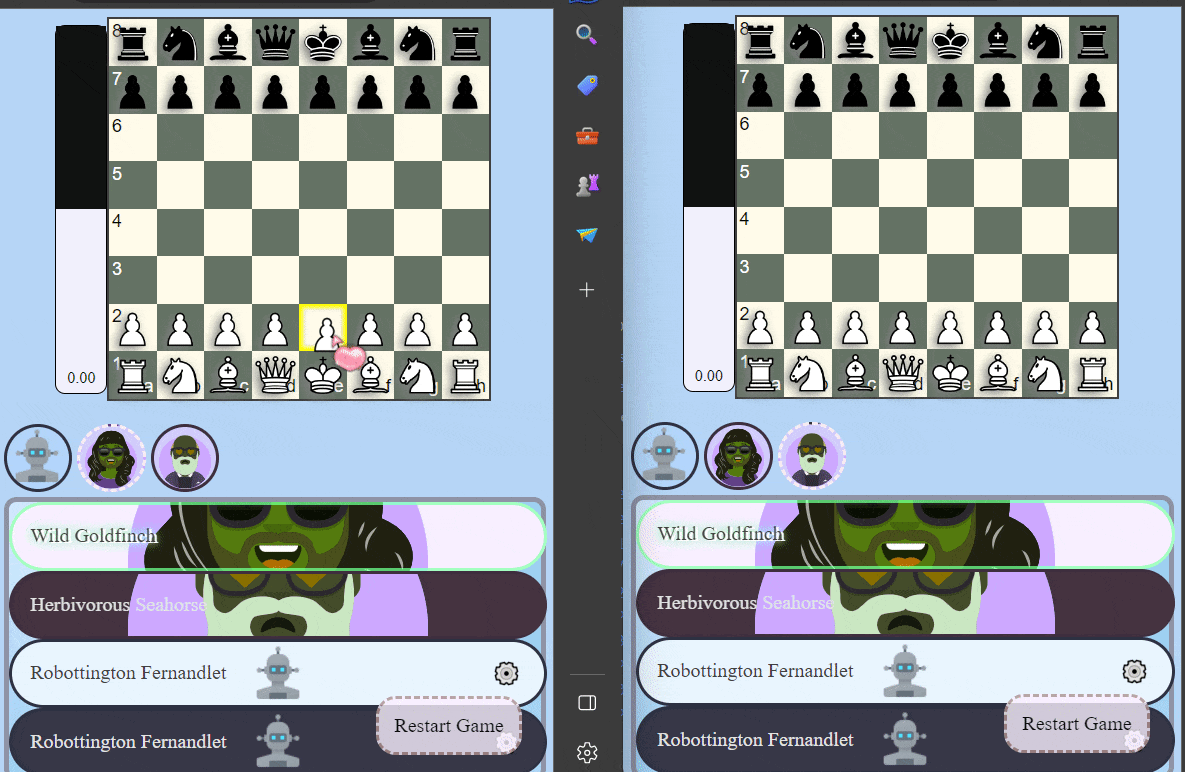 8
7
6
5
4
3
2
1
a c d e f g h
0.00
Wild Goldfinch
Herbivorous Seahorse
Robottington Fernandlet
Robottington Fernandlet
Restart Game
8
7
6
5
4
3
2
1
a c d e f g h
0.00
Wild Goldfinch
Herbivorous Seahorse
Robottington Fernandlet
Robottington Fernandlet
Restart Game